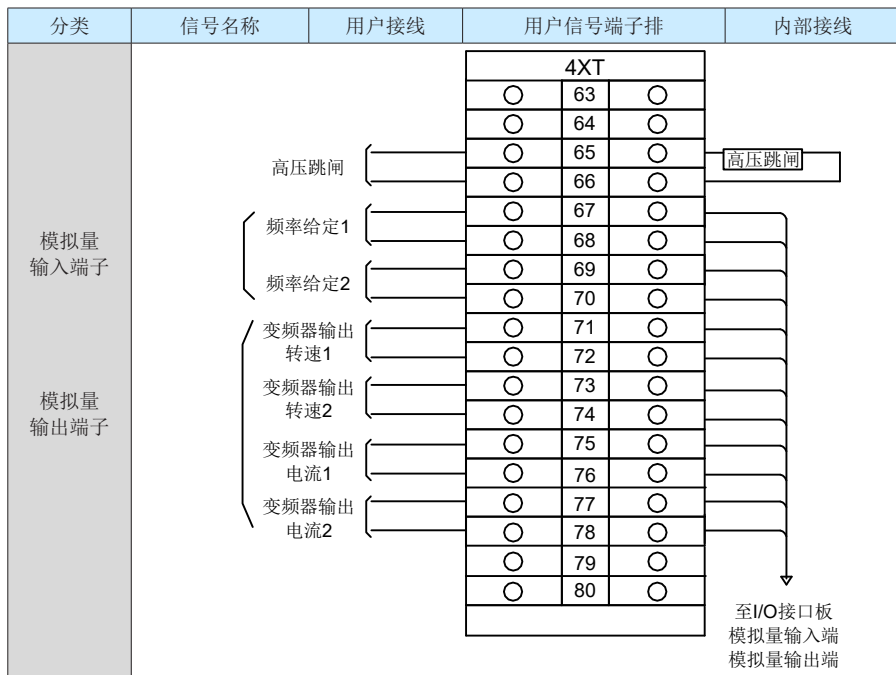 分类 信号名称 用户接线 用户信号端子排 内部接线
4XT
63
64
65
66
67
68
69
70
71
72
73
74
75
76
77
78
79
80
高压跳闸
高压跳闸
频率给定1
频率给定2
模拟量
输入端子
变频器输出
转速1
变频器输出
转速2
模拟量
输出端子
变频器输出
电流1
变频器输出
电流2
至I/O接口板
模拟量输入端
模拟量输出端